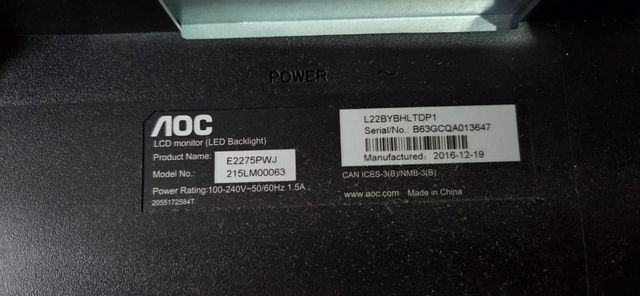 POWER ~
AOC
LCD monitor (LED Backlight)
Product Name: E2275PWJ
Model No.: 215LM00063
Power Rating:100-240V~50/60Hz 1.5A
2055172584T
L22BYBHLTDP1
Serial/No.: B63GCQA013647
Manufactured: 2016-12-19
CAN ICES-3(B)/NMB-3(B)
www.aoc.com Made in China